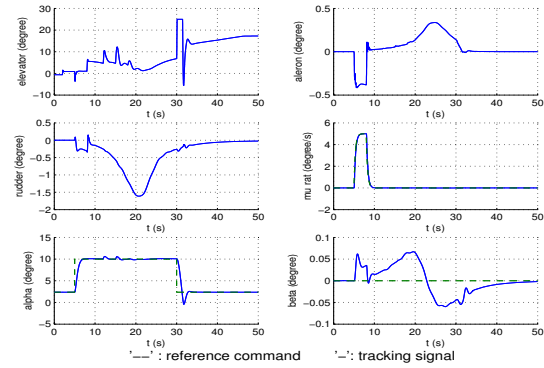 elevator (degree)
30
20
10
0
−10
0 10 20 30 40 50
t (s)
aleron (degree)
0.5
0
−0.5
0 10 20 30 40 50
t (s)
rudder (degree)
0.5
0
−0.5
−1
−1.5
−2
0 10 20 30 40 50
t (s)
mu rat (degree/s)
6
4
2
0
−2
0 10 20 30 40 50
t (s)
alpha (degree)
15
10
5
0
−5
0 10 20 30 40 50
t (s)
beta (degree)
0.1
0.05
0
−0.05
−0.1
0 10 20 30 40 50
t (s)
'−−' : reference command '−': tracking signal